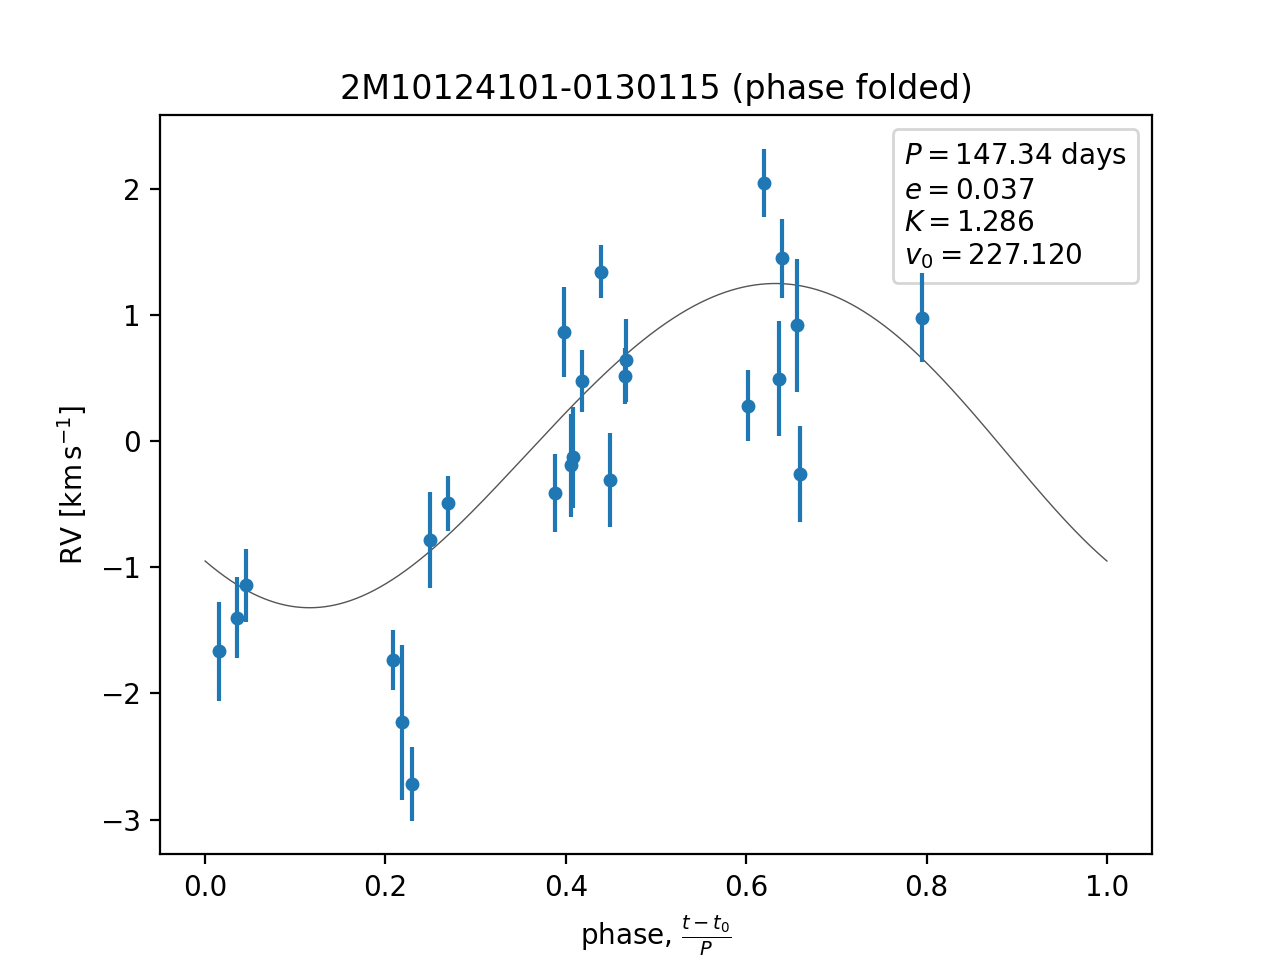 2M10124101-0130115 (phase folded)
P = 147.34 days
e = 0.037
K = 1.286
v₀ = 227.120
2
1
0
−1
−2
−3
RV [km s⁻¹]
0.0 0.2 0.4 0.6 0.8 1.0
phase, (t − t₀)/P